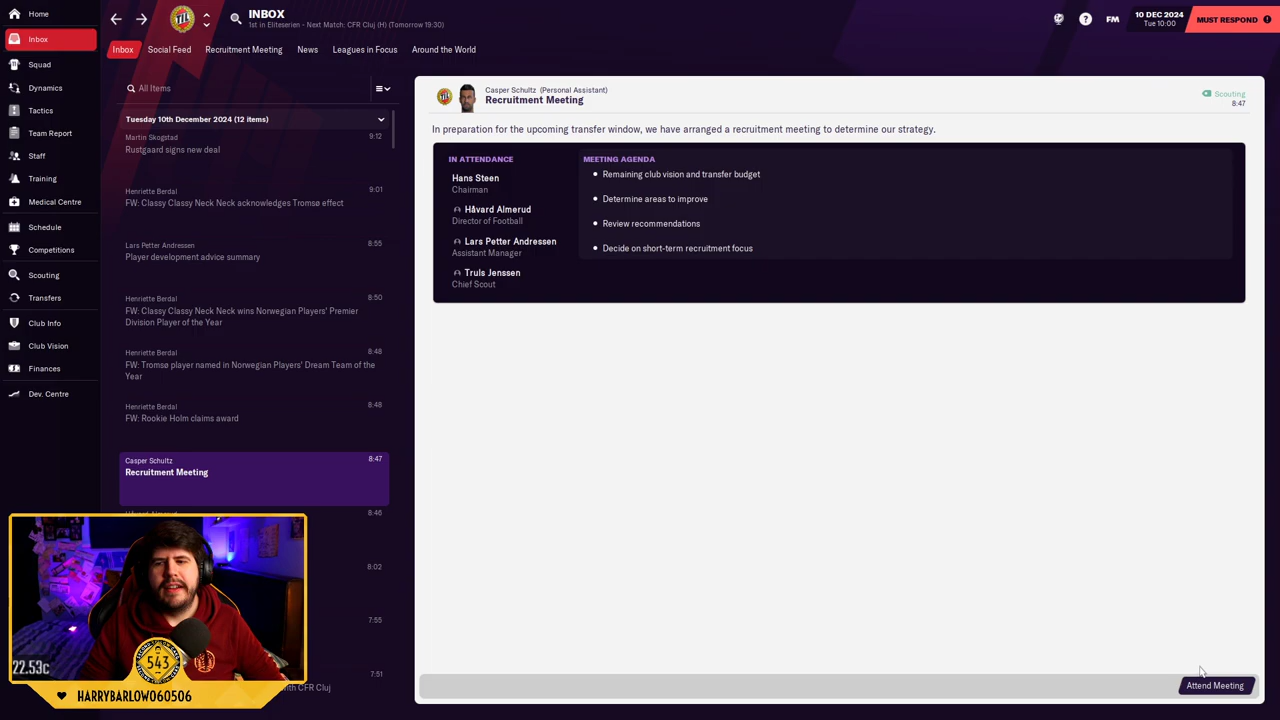 Home
Inbox
Squad
Dynamics
Tactics
Team Report
Staff
Training
Medical Centre
Schedule
Competitions
Scouting
Transfers
Club Info
Club Vision
Finances
Dev. Centre
INBOX
1st in Eliteserien - Next Match: CFR Cluj (H) (Tomorrow 19:30)
FM
10 DEC 2024
Tue 10:00
MUST RESPOND
Inbox
Social Feed
Recruitment Meeting
News
Leagues in Focus
Around the World
All Items
Tuesday 10th December 2024 (12 items)
Martin Skogstad 9:12
Rustgaard signs new deal
Henriette Berdal 9:01
FW: Classy Classy Neck Neck acknowledges Tromsø effect
Lars Petter Andressen 8:55
Player development advice summary
Henriette Berdal 8:50
FW: Classy Classy Neck Neck wins Norwegian Players' Premier
Division Player of the Year
Henriette Berdal 8:48
FW: Tromsø player named in Norwegian Players' Dream Team of the
Year
Henriette Berdal 8:48
FW: Rookie Holm claims award
Casper Schultz 8:47
Recruitment Meeting
8:46
8:02
7:55
7:51
with CFR Cluj
Casper Schultz (Personal Assistant)
Recruitment Meeting
Scouting
8:47
In preparation for the upcoming transfer window, we have arranged a recruitment meeting to determine our strategy.
IN ATTENDANCE
Hans Steen
Chairman
Håvard Almerud
Director of Football
Lars Petter Andressen
Assistant Manager
Truls Jenssen
Chief Scout
MEETING AGENDA
Remaining club vision and transfer budget
Determine areas to improve
Review recommendations
Decide on short-term recruitment focus
Attend Meeting
22.53c
543
HARRYBARLOW060506